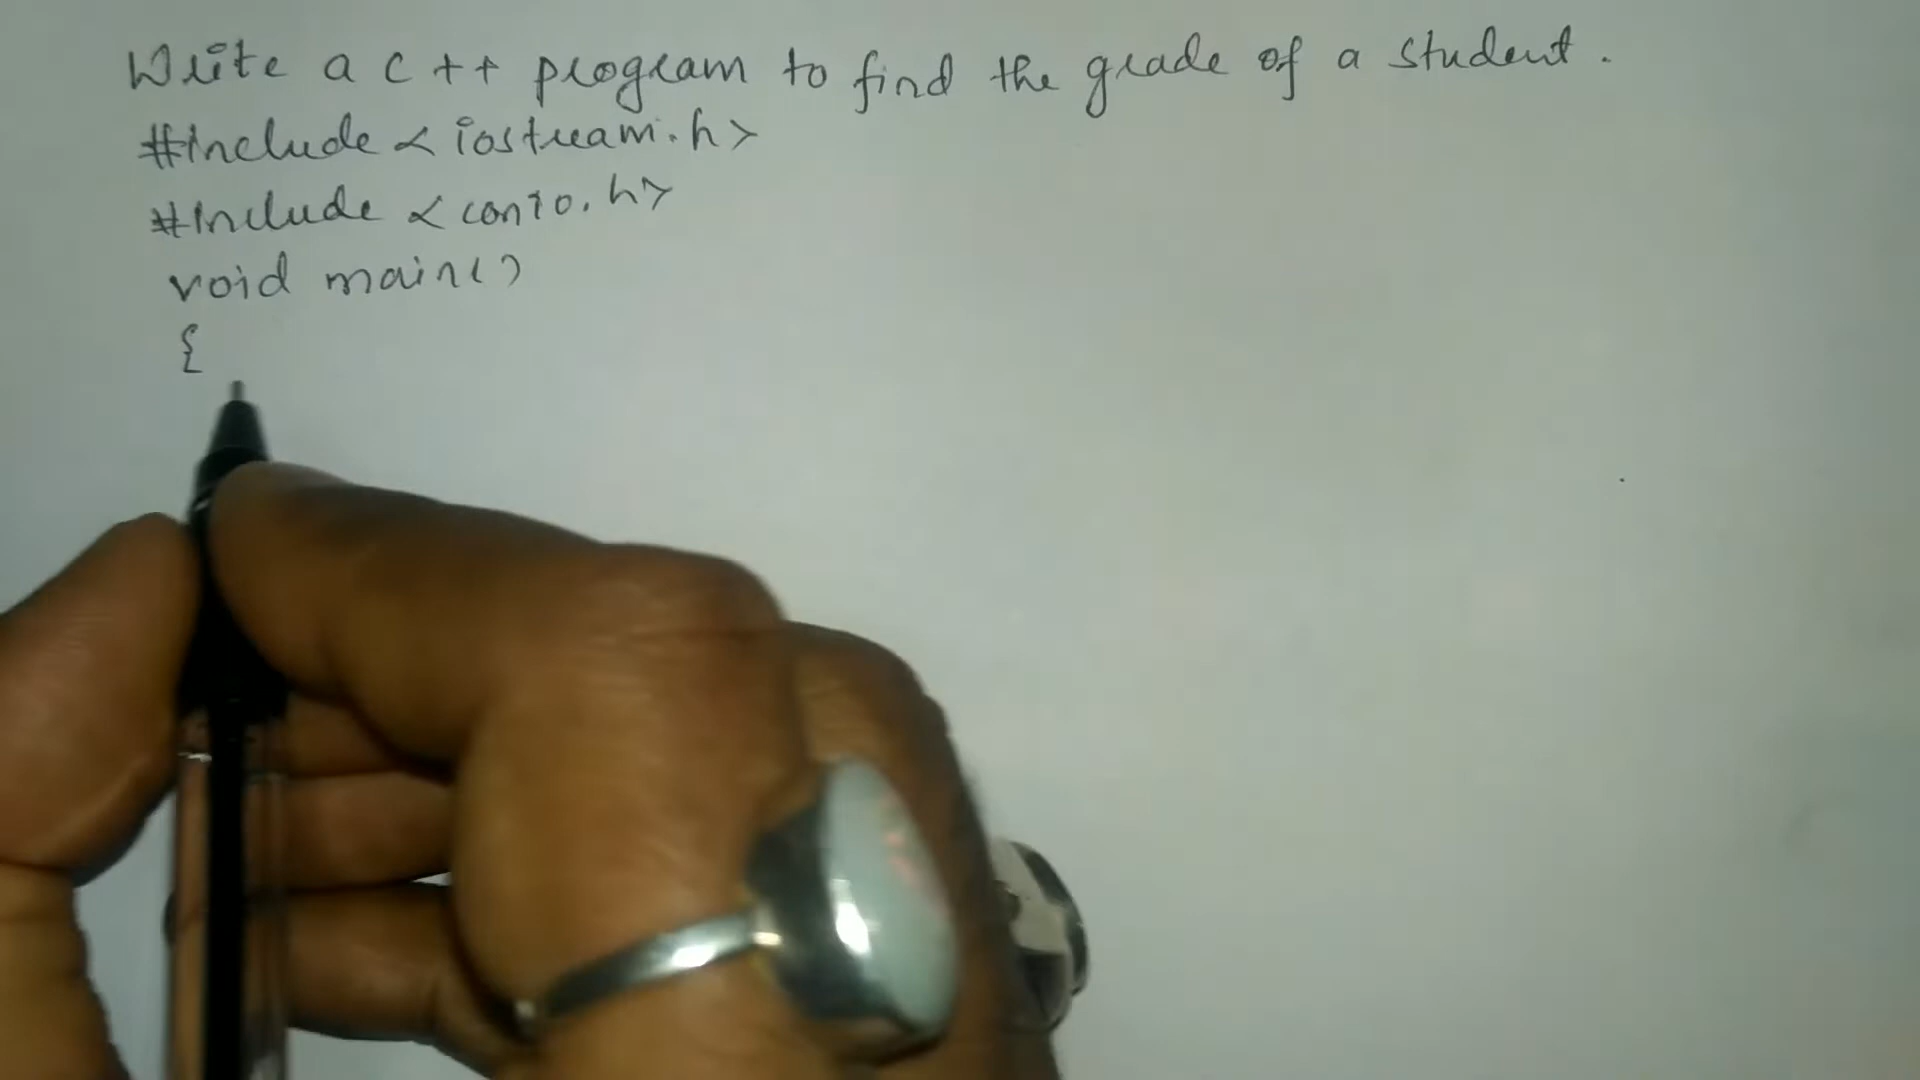 Write a c++ program to find the grade of a student.
#include <iostream.h>
#include <conio.h>
void main()
{